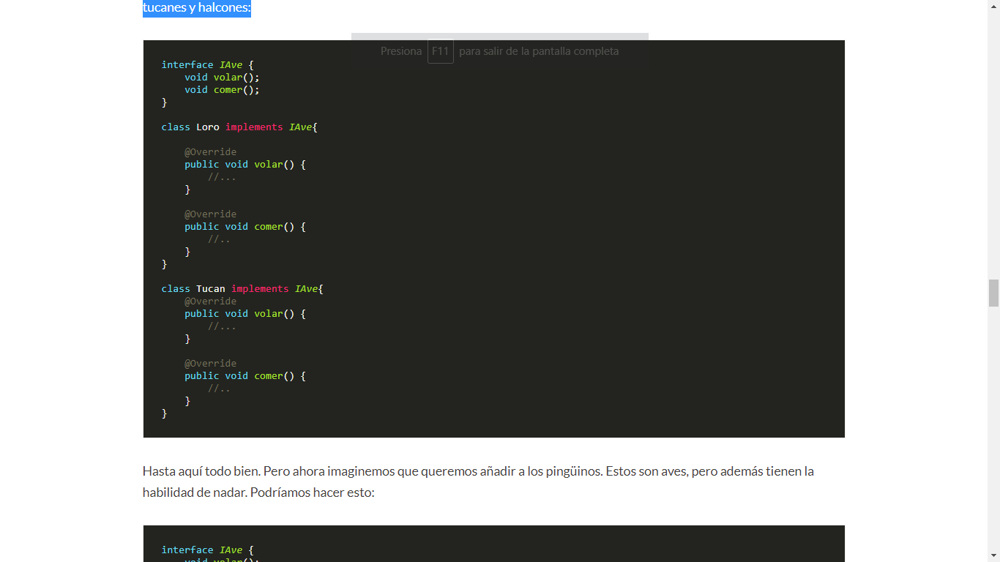 tucanes y halcones:
Presiona F11 para salir de la pantalla completa
interface IAve {
    void volar();
    void comer();
}
class Loro implements IAve{
    @Override
    public void volar() {
        //...
    }
    @Override
    public void comer() {
        //..
    }
}
class Tucan implements IAve{
    @Override
    public void volar() {
        //...
    }
    @Override
    public void comer() {
        //..
    }
}
Hasta aquí todo bien. Pero ahora imaginemos que queremos añadir a los pingüinos. Estos son aves, pero además tienen la
habilidad de nadar. Podríamos hacer esto:
interface IAve {
    void volar();